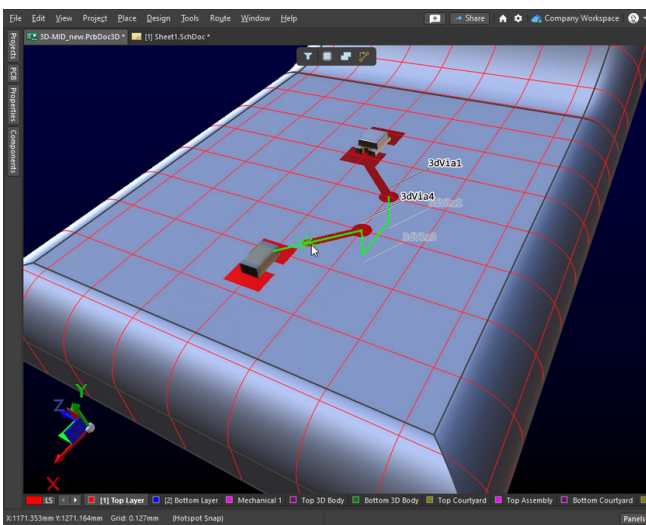 File Edit View Project Place Design Tools Route Window Help Share Company Workspace
3D-MID_new.PcbDoc3D * [1] Sheet1.SchDoc *
Projects
PCB
Properties
Components
3dVia1
3dVia4
3dVia2
3dVia3
Y
Z
X
LS [1] Top Layer [2] Bottom Layer Mechanical 1 Top 3D Body Bottom 3D Body Top Courtyard Top Assembly Bottom Courtyard
X:1171.353mm Y:1271.164mm Grid: 0.127mm (Hotspot Snap) Panels